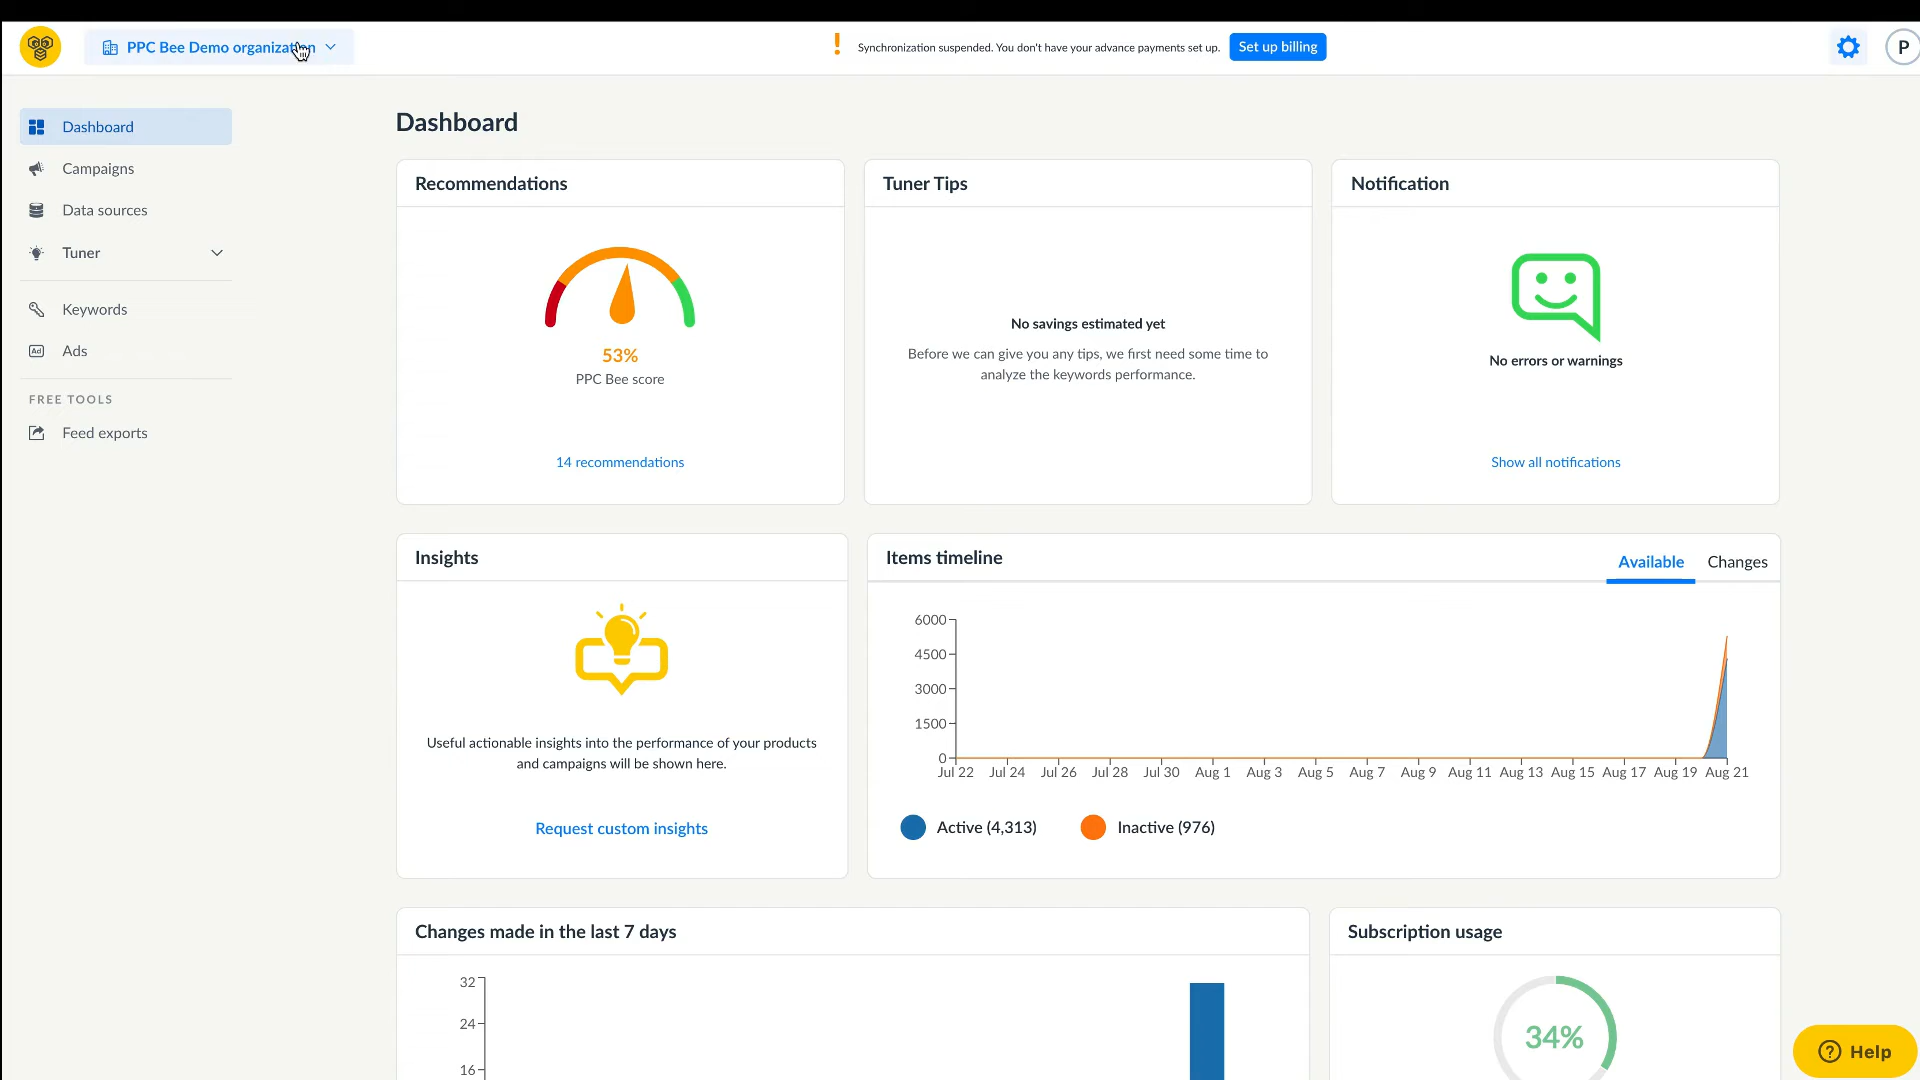 PPC Bee Demo organization
Synchronization suspended. You don't have your advance payments set up.
Set up billing
P
Dashboard
Campaigns
Data sources
Tuner
Keywords
Ad
Ads
FREE TOOLS
Feed exports
Dashboard
Recommendations
53%
PPC Bee score
14 recommendations
Tuner Tips
No savings estimated yet
Before we can give you any tips, we first need some time to
analyze the keywords performance.
Notification
No errors or warnings
Show all notifications
Insights
Useful actionable insights into the performance of your products
and campaigns will be shown here.
Request custom insights
Items timeline
Available
Changes
6000
4500
3000
1500
0
Jul 22 Jul 24 Jul 26 Jul 28 Jul 30 Aug 1 Aug 3 Aug 5 Aug 7 Aug 9 Aug 11 Aug 13 Aug 15 Aug 17 Aug 19 Aug 21
Active (4,313)
Inactive (976)
Changes made in the last 7 days
32
24
16
Subscription usage
34%
Help